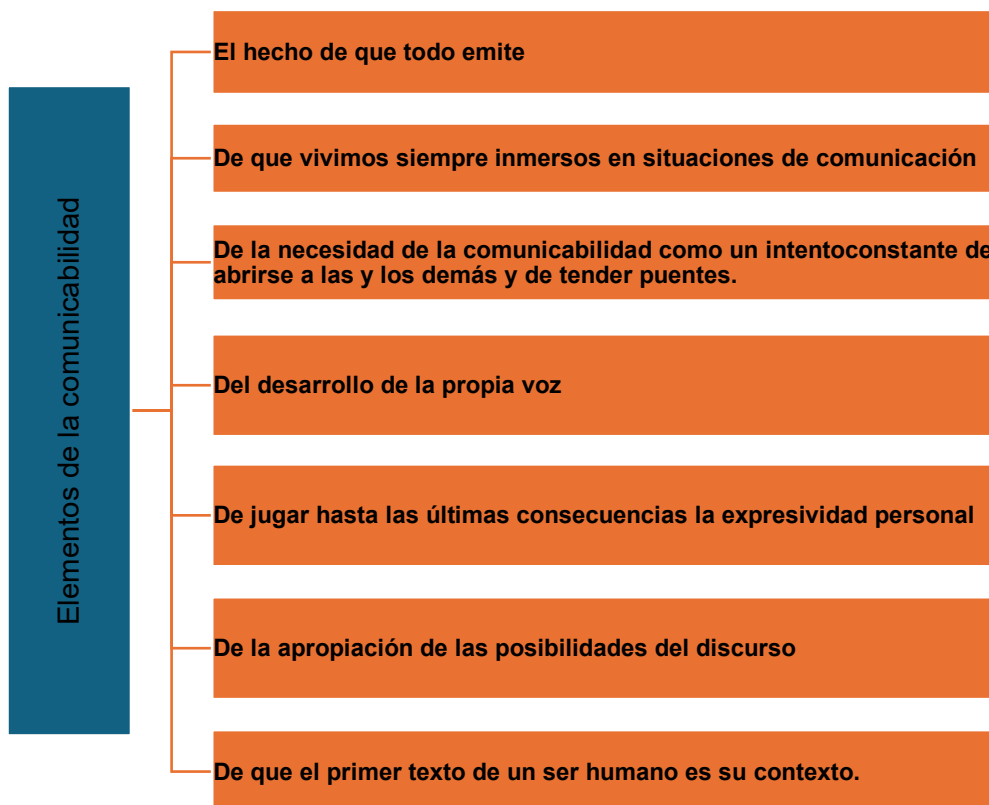 Elementos de la comunicabilidad
El hecho de que todo emite
De que vivimos siempre inmersos en situaciones de comunicación
De la necesidad de la comunicabilidad como un intentoconstante de
abrirse a las y los demás y de tender puentes.
Del desarrollo de la propia voz
De jugar hasta las últimas consecuencias la expresividad personal
De la apropiación de las posibilidades del discurso
De que el primer texto de un ser humano es su contexto.